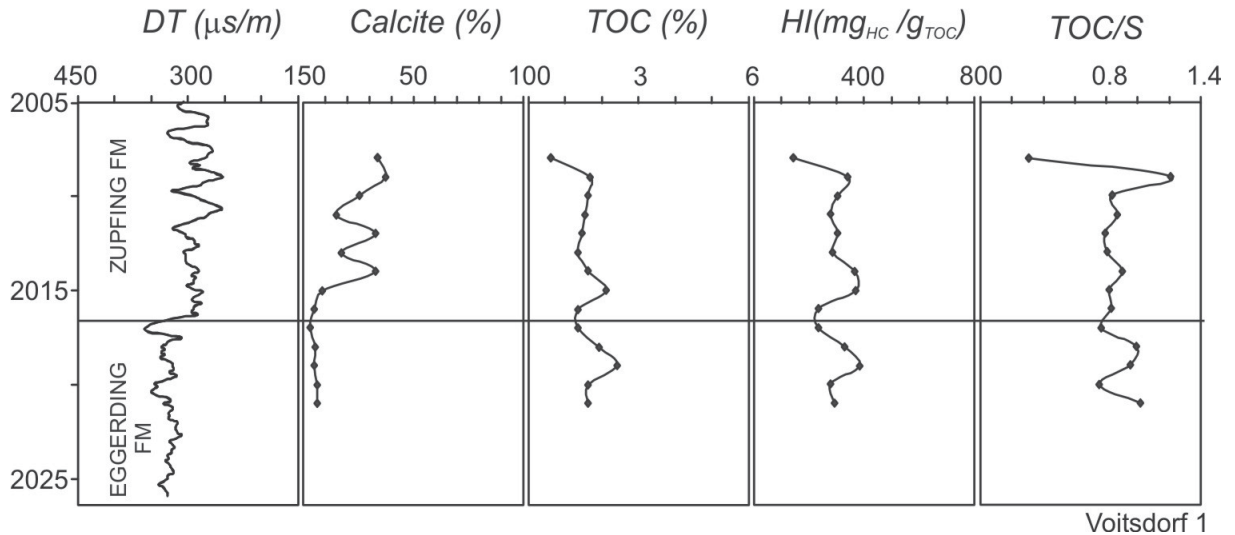 DT (μs/m) Calcite (%) TOC (%) HI(mgHC /gTOC) TOC/S
450 300 150 50 100 3 6 400 800 0.8 1.4
2005
ZUPFING FM
2015
EGGERDING
FM
2025
Voitsdorf 1